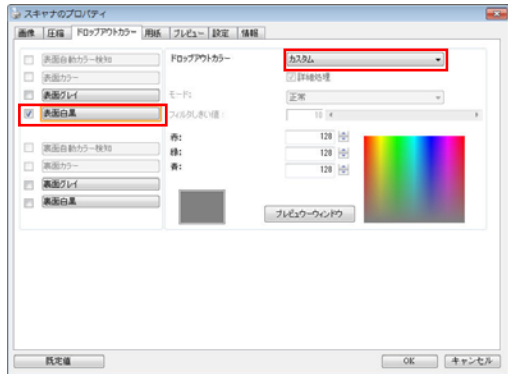 スキャナのプロパティ
画像 圧縮 ドロップアウトカラー 用紙 プレビュー 設定 情報
表面自動カラー検知
表面カラー
表面グレイ
表面白黒
裏面自動カラー検知
裏面カラー
裏面グレイ
裏面白黒
ドロップアウトカラー カスタム
詳細処理
モード: 正常
フィルタしきい値: 10
赤: 128
緑: 128
青: 128
プレビューウィンドウ
既定値 OK キャンセル